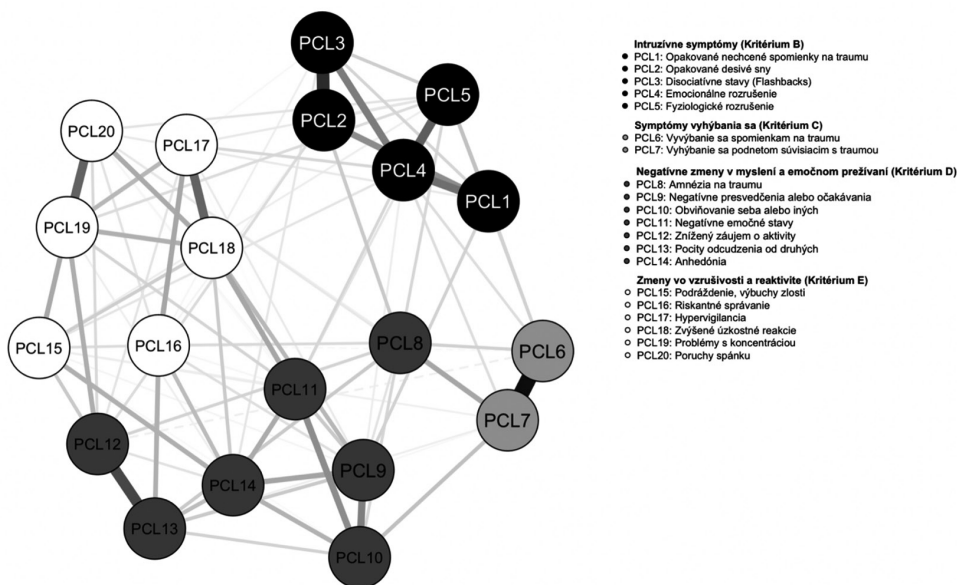 PCL3
PCL5
PCL2
PCL20
PCL17
PCL4
PCL1
PCL19
PCL18
PCL15
PCL16
PCL8
PCL6
PCL11
PCL7
PCL12
PCL9
PCL14
PCL13
PCL10
Intruzívne symptómy (Kritérium B)
PCL1: Opakované nechcené spomienky na traumu
PCL2: Opakované desivé sny
PCL3: Disociatívne stavy (Flashbacks)
PCL4: Emocionálne rozrušenie
PCL5: Fyziologické rozrušenie
Symptómy vyhýbania sa (Kritérium C)
PCL6: Vyvýbanie sa spomienkam na traumu
PCL7: Vyhýbanie sa podnetom súvisiacim s traumou
Negatívne zmeny v myslení a emočnom prežívaní (Kritérium D)
PCL8: Amnézia na traumu
PCL9: Negatívne presvedčenia alebo očakávania
PCL10: Obviňovanie seba alebo iných
PCL11: Negatívne emočné stavy
PCL12: Znížený záujem o aktivity
PCL13: Pocity odcudzenia od druhých
PCL14: Anhedónia
Zmeny vo vzrušivosti a reaktivite (Kritérium E)
PCL15: Podráždenie, výbuchy zlosti
PCL16: Riskantné správanie
PCL17: Hypervigilancia
PCL18: Zvýšené úzkostné reakcie
PCL19: Problémy s koncentráciou
PCL20: Poruchy spánku